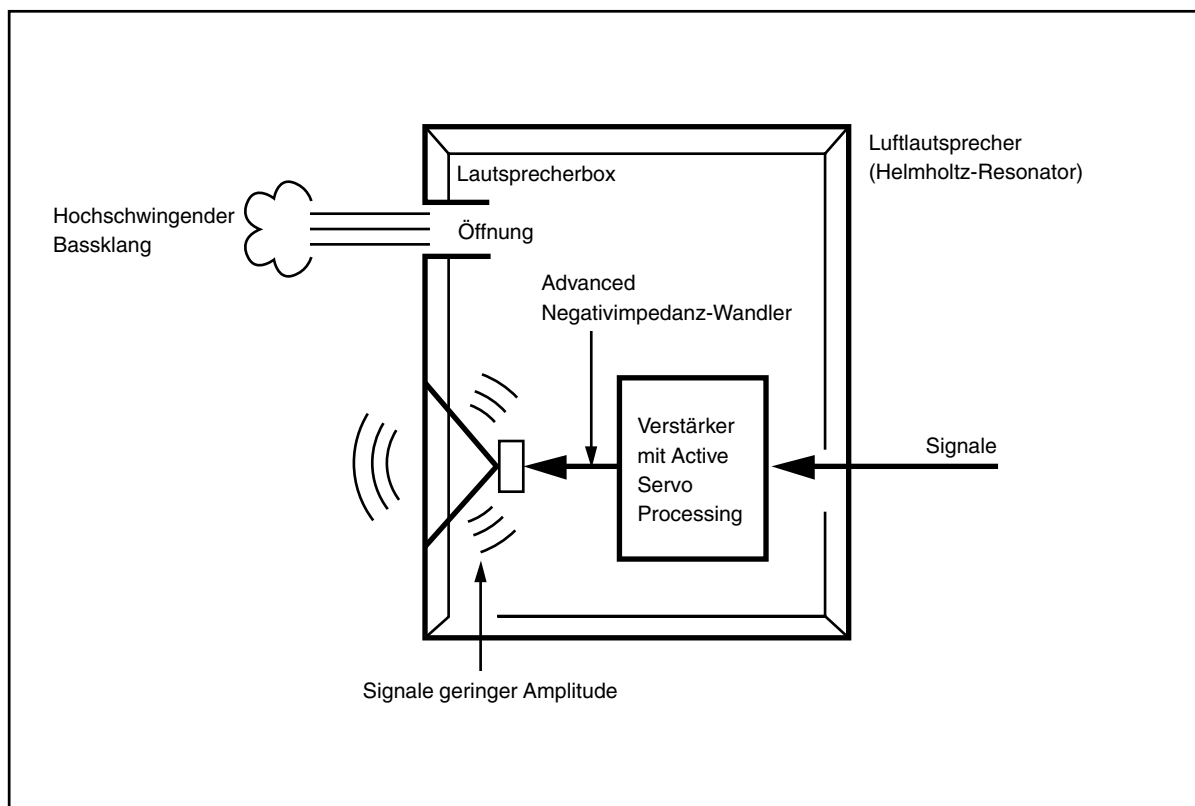 Luftlautsprecher
(Helmholtz-Resonator)
Lautsprecherbox
Hochschwingender
Bassklang
Öffnung
Advanced
Negativimpedanz-Wandler
Verstärker
mit Active
Servo
Processing
Signale
Signale geringer Amplitude